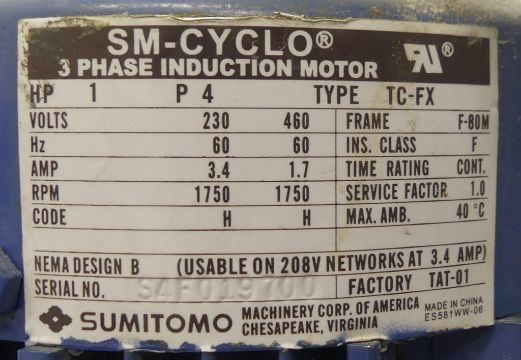 SM-CYCLO®
3 PHASE INDUCTION MOTOR
HP 1 P 4 TYPE TC-FX
VOLTS 230 460 FRAME F-80M
Hz 60 60 INS. CLASS F
AMP 3.4 1.7 TIME RATING CONT.
RPM 1750 1750 SERVICE FACTOR 1.0
CODE H H MAX. AMB. 40 °C
NEMA DESIGN B (USABLE ON 208V NETWORKS AT 3.4 AMP)
SERIAL NO. S4F019700 FACTORY TAT-01
SUMITOMO MACHINERY CORP. OF AMERICA MADE IN CHINA
CHESAPEAKE, VIRGINIA ES581WW-06